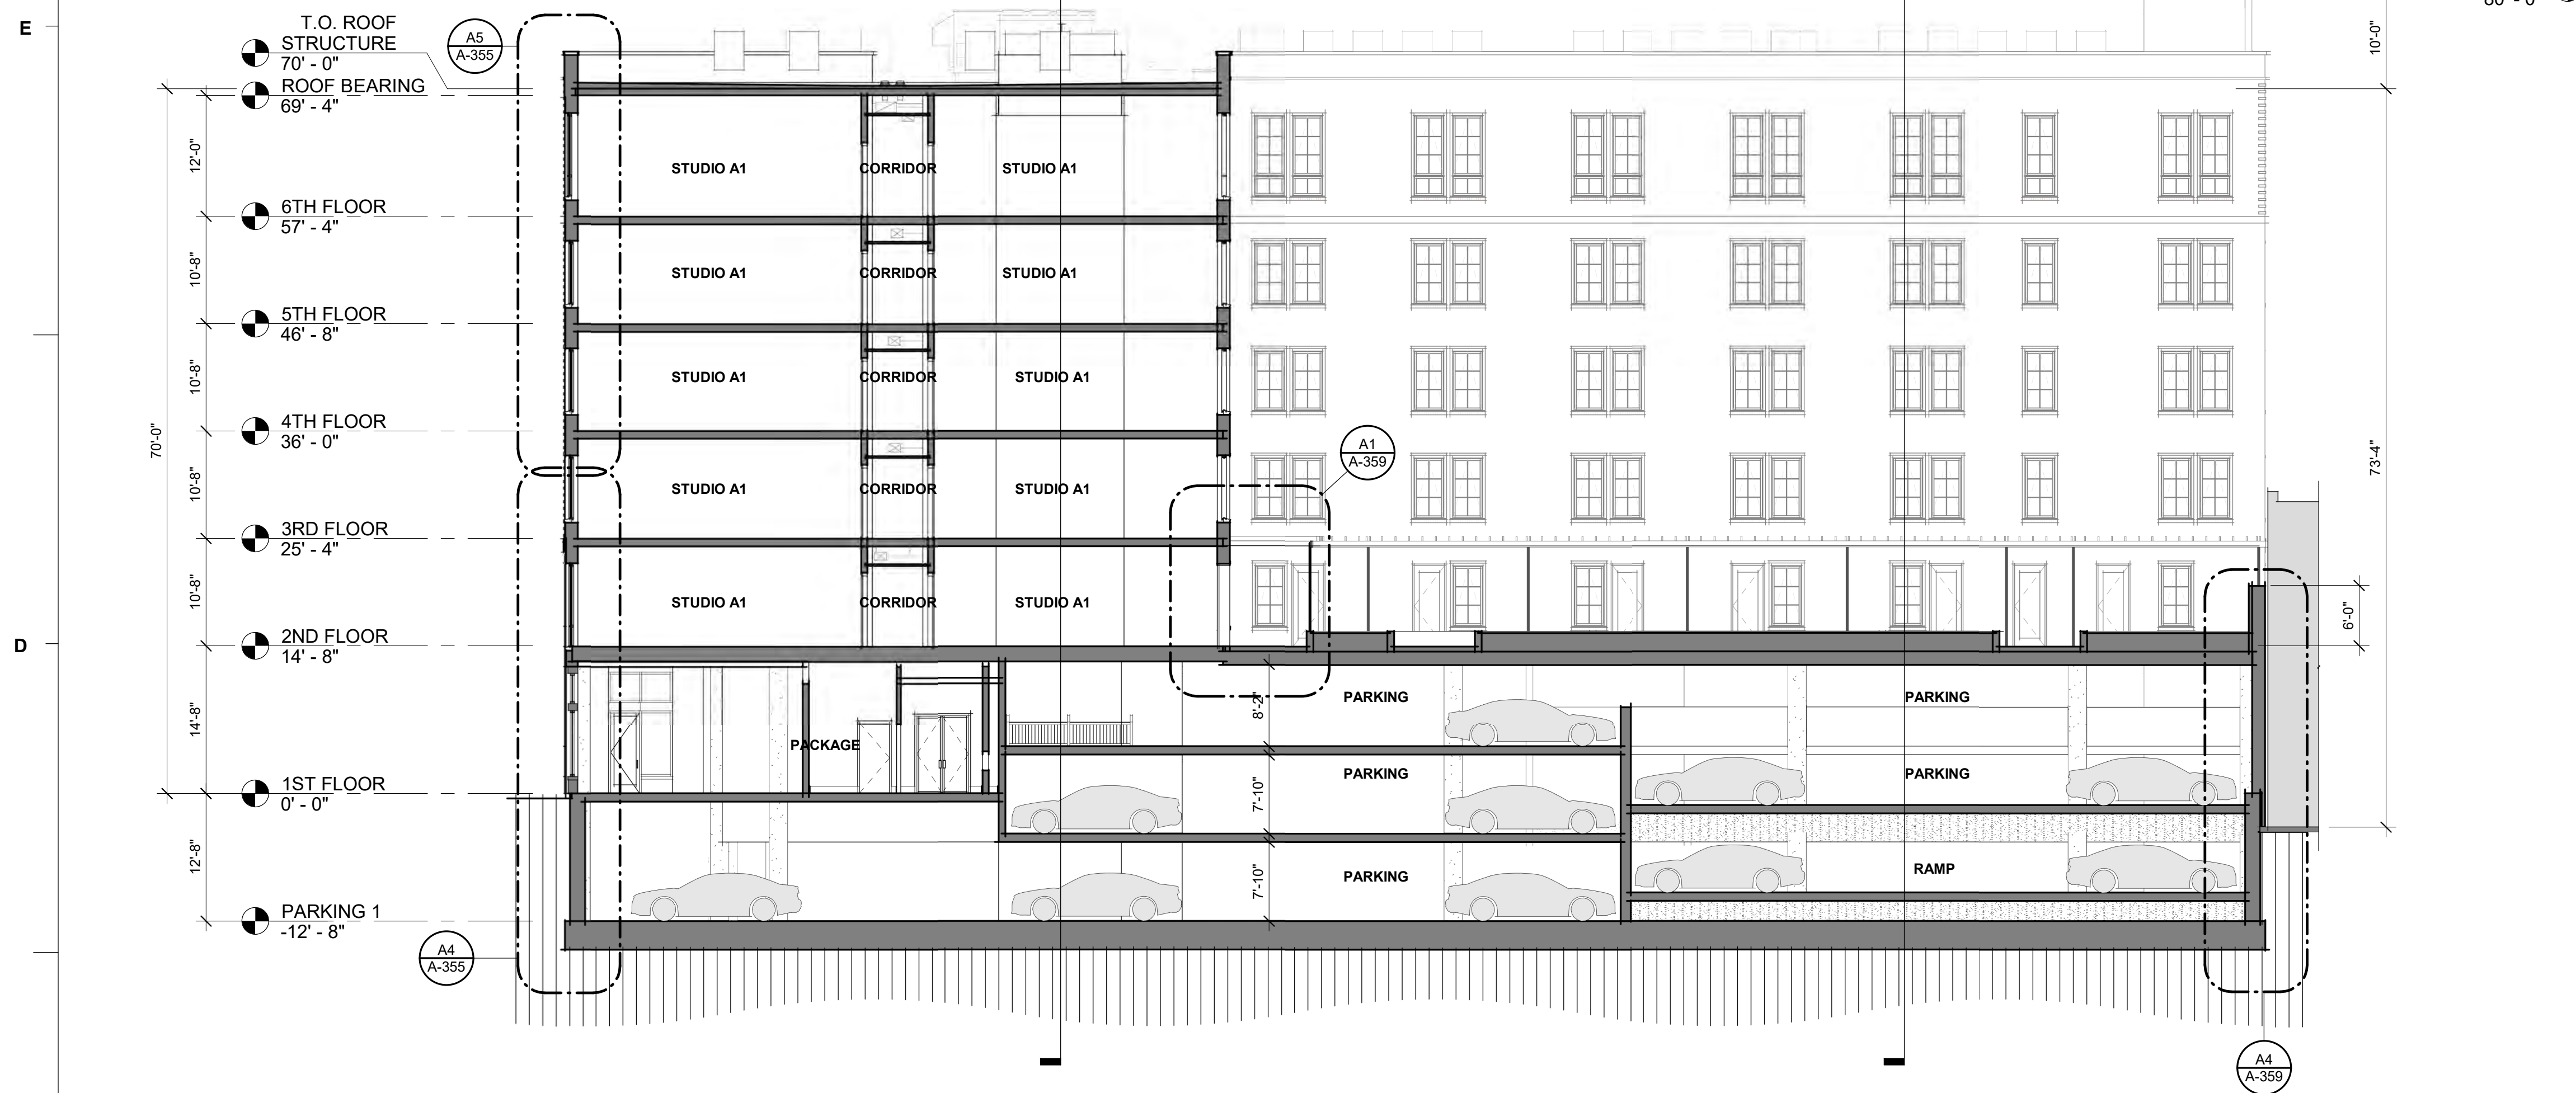 E
T.O. ROOF
STRUCTURE
70' - 0"
ROOF BEARING
69' - 4"
A5
A-355
10'-0"
12'-0"
STUDIO A1
CORRIDOR
STUDIO A1
6TH FLOOR
57' - 4"
10'-8"
STUDIO A1
CORRIDOR
STUDIO A1
5TH FLOOR
46' - 8"
10'-8"
STUDIO A1
CORRIDOR
STUDIO A1
4TH FLOOR
36' - 0"
70'-0"
A1
A-359
73'-4"
10'-8"
STUDIO A1
CORRIDOR
STUDIO A1
3RD FLOOR
25' - 4"
10'-8"
STUDIO A1
CORRIDOR
STUDIO A1
6'-0"
D
2ND FLOOR
14' - 8"
8'-2"
PARKING
PARKING
14'-8"
PACKAGE
PARKING
PARKING
1ST FLOOR
0' - 0"
7'-10"
12'-8"
7'-10"
PARKING
RAMP
PARKING 1
-12' - 8"
A4
A-355
A4
A-359